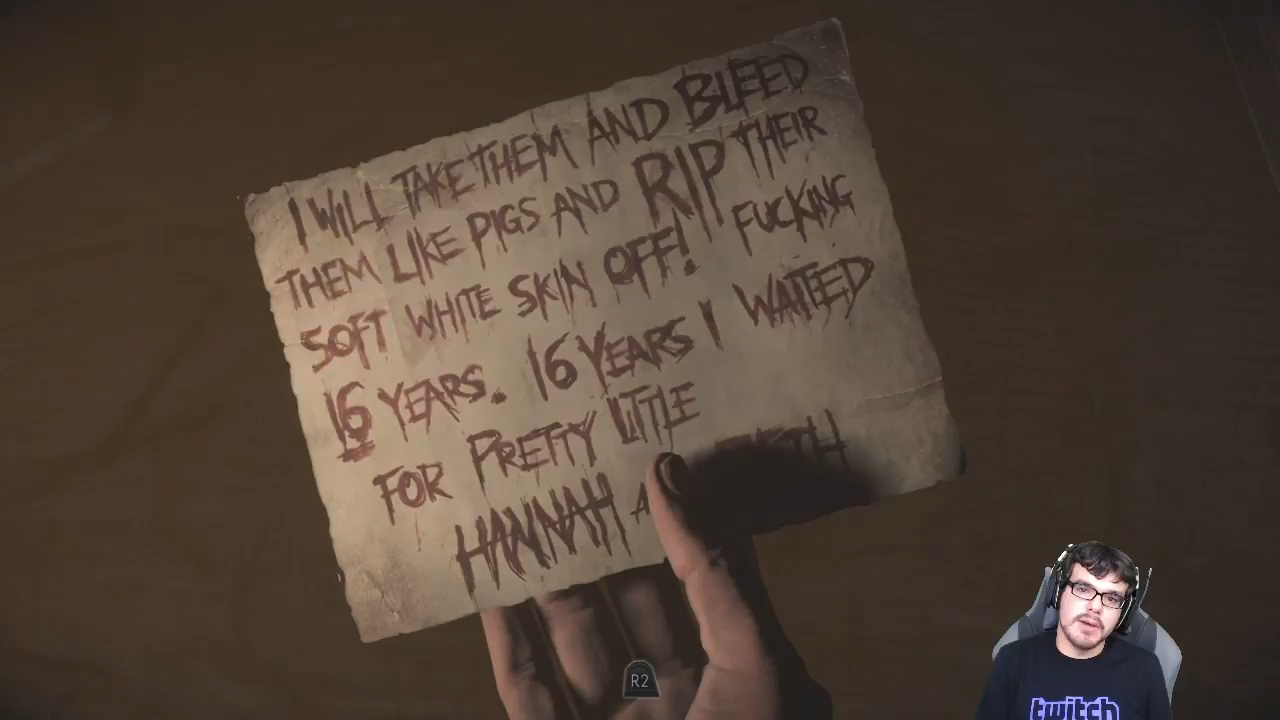 I WILL TAKE THEM AND BLEED
THEM LIKE PIGS AND RIP THEIR
SOFT WHITE SKIN OFF! FUCKING
16 YEARS. 16 YEARS I WAITED
FOR PRETTY LITTLE
HANNAH
R2
twitch